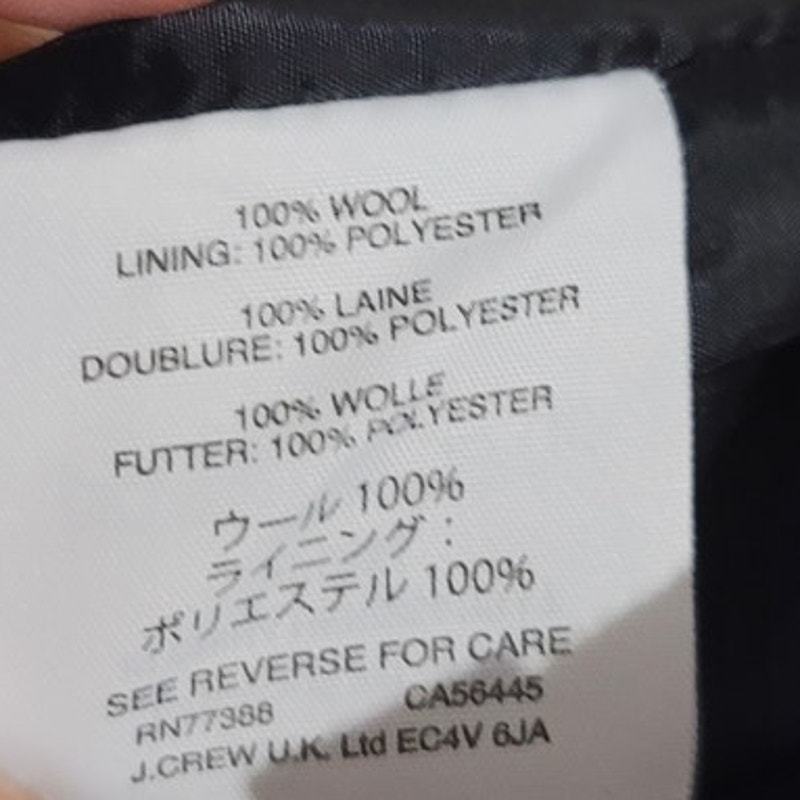 100% WOOL
LINING: 100% POLYESTER
100% LAINE
DOUBLURE: 100% POLYESTER
100% WOLLE
FUTTER: 100% POLYESTER
ウール 100%
ライニング：
ポリエステル 100%
SEE REVERSE FOR CARE
RN77388 CA56445
J.CREW U.K. Ltd EC4V 6JA